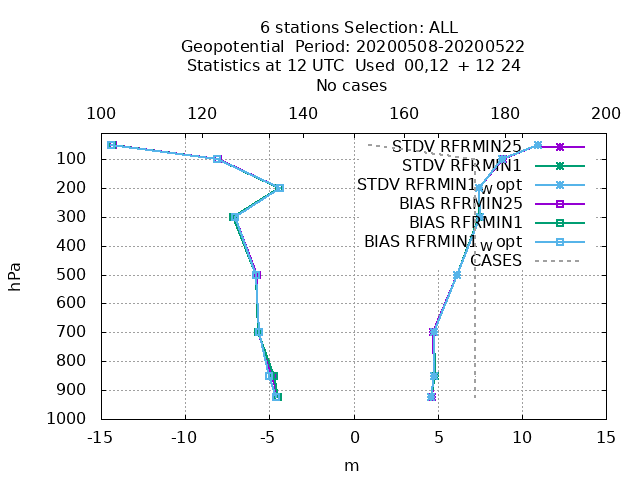 6 stations Selection: ALL
Geopotential  Period: 20200508-20200522
Statistics at 12 UTC  Used  00,12  + 12 24
No cases
100 120 140 160 180 200
STDV RFRMIN25
100 STDV RFRMIN1
200 STDV RFRMIN1w opt
BIAS RFRMIN25
300 BIAS RFRMIN1
400 BIAS RFRMIN1w opt
CASES
500
600
700
800
900
1000
hPa
-15 -10 -5 0 5 10 15
m